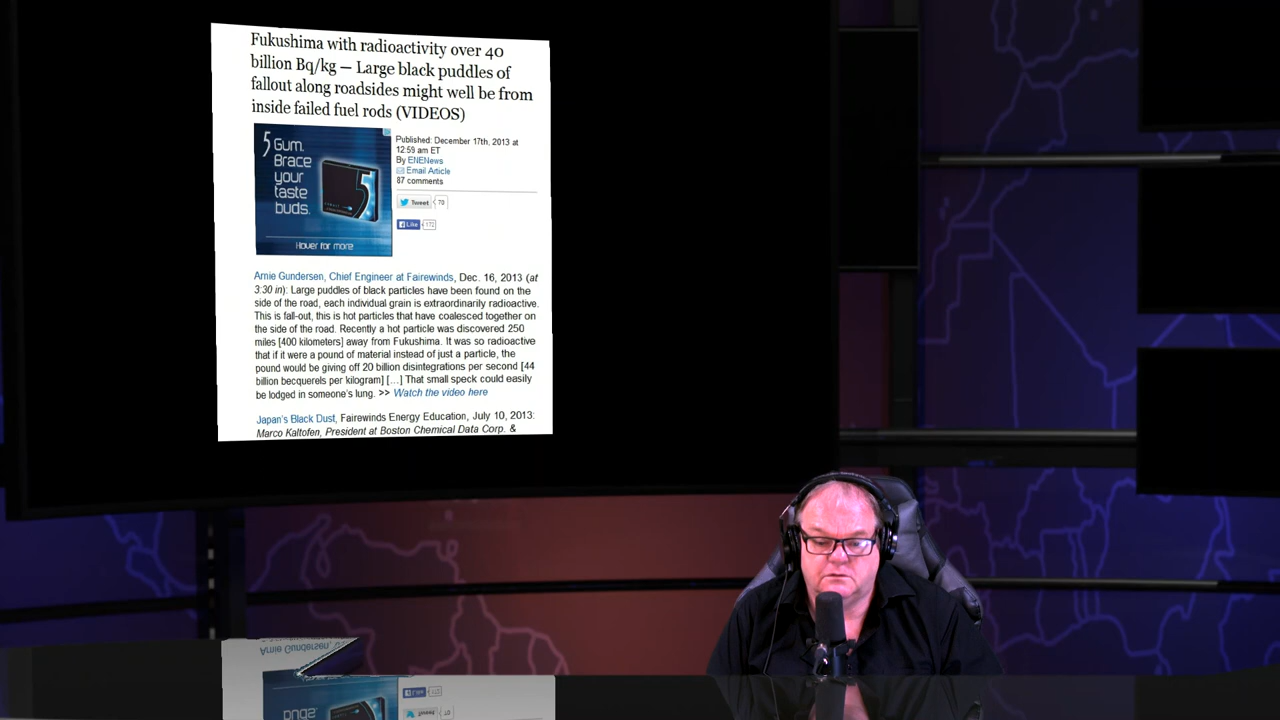 Fukushima with radioactivity over 40
billion Bq/kg — Large black puddles of
fallout along roadsides might well be from
inside failed fuel rods (VIDEOS)
5 Gum.
Brace
your
taste
buds.
Hover for more
Published: December 17th, 2013 at
12:59 am ET
By ENENews
Email Article
87 comments
Tweet 70
Like 172
Arnie Gundersen, Chief Engineer at Fairewinds, Dec. 16, 2013 (at
3:30 in): Large puddles of black particles have been found on the
side of the road, each individual grain is extraordinarily radioactive.
This is fall-out, this is hot particles that have coalesced together on
the side of the road. Recently a hot particle was discovered 250
miles [400 kilometers] away from Fukushima. It was so radioactive
that if it were a pound of material instead of just a particle, the
pound would be giving off 20 billion disintegrations per second [44
billion becquerels per kilogram] [...] That small speck could easily
be lodged in someone's lung. >> Watch the video here
Japan's Black Dust, Fairewinds Energy Education, July 10, 2013:
Marco Kaltofen, President at Boston Chemical Data Corp. &